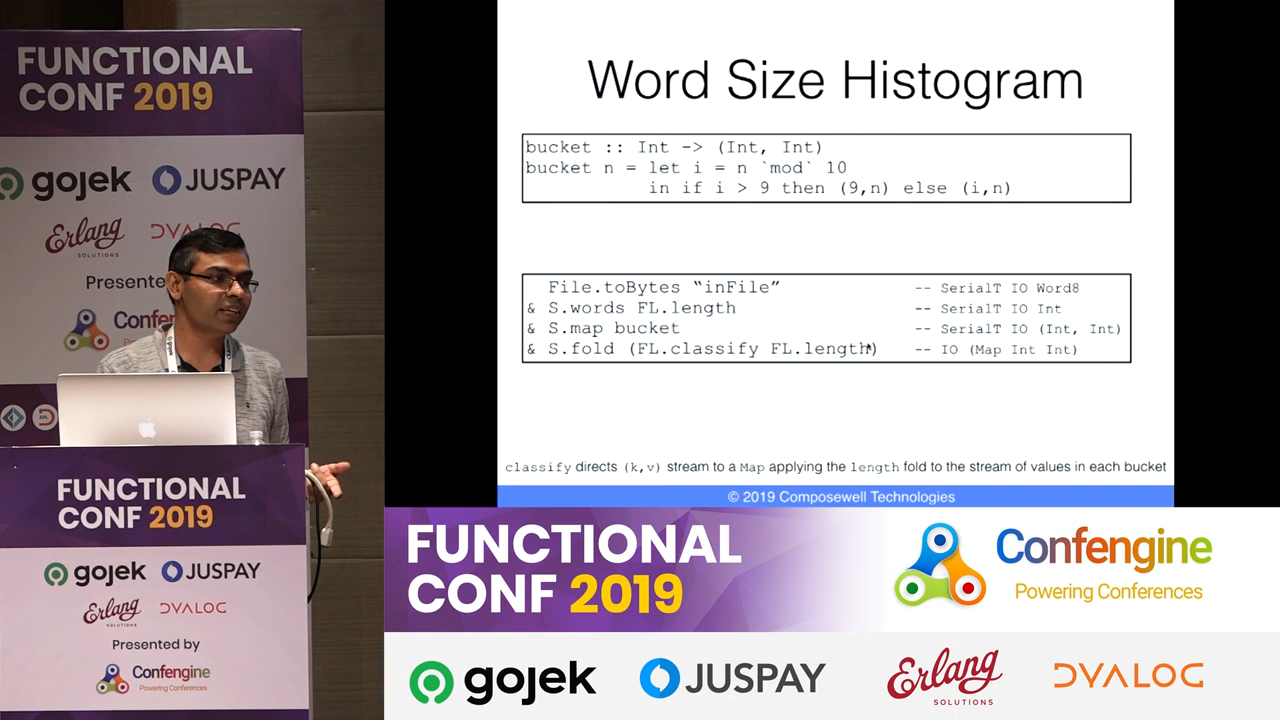 FUNCTIONAL
CONF 2019
gojek
JUSPAY
Erlang
SOLUTIONS
DYALOG
Presente
Confen
FUNCTIONAL
CONF 2019
gojek
JUSPAY
Erlang
SOLUTIONS
DYALOG
Presented by
Confengine
Powering Conferences
Word Size Histogram
bucket :: Int -> (Int, Int)
bucket n = let i = n `mod` 10
in if i > 9 then (9,n) else (i,n)
File.toBytes “inFile” -- SerialT IO Word8
& S.words FL.length -- SerialT IO Int
& S.map bucket -- SerialT IO (Int, Int)
& S.fold (FL.classify FL.length) -- IO (Map Int Int)
classify directs (k,v) stream to a Map applying the length fold to the stream of values in each bucket
© 2019 Composewell Technologies
FUNCTIONAL
CONF 2019
Confengine
Powering Conferences
gojek
JUSPAY
Erlang
SOLUTIONS
DYALOG